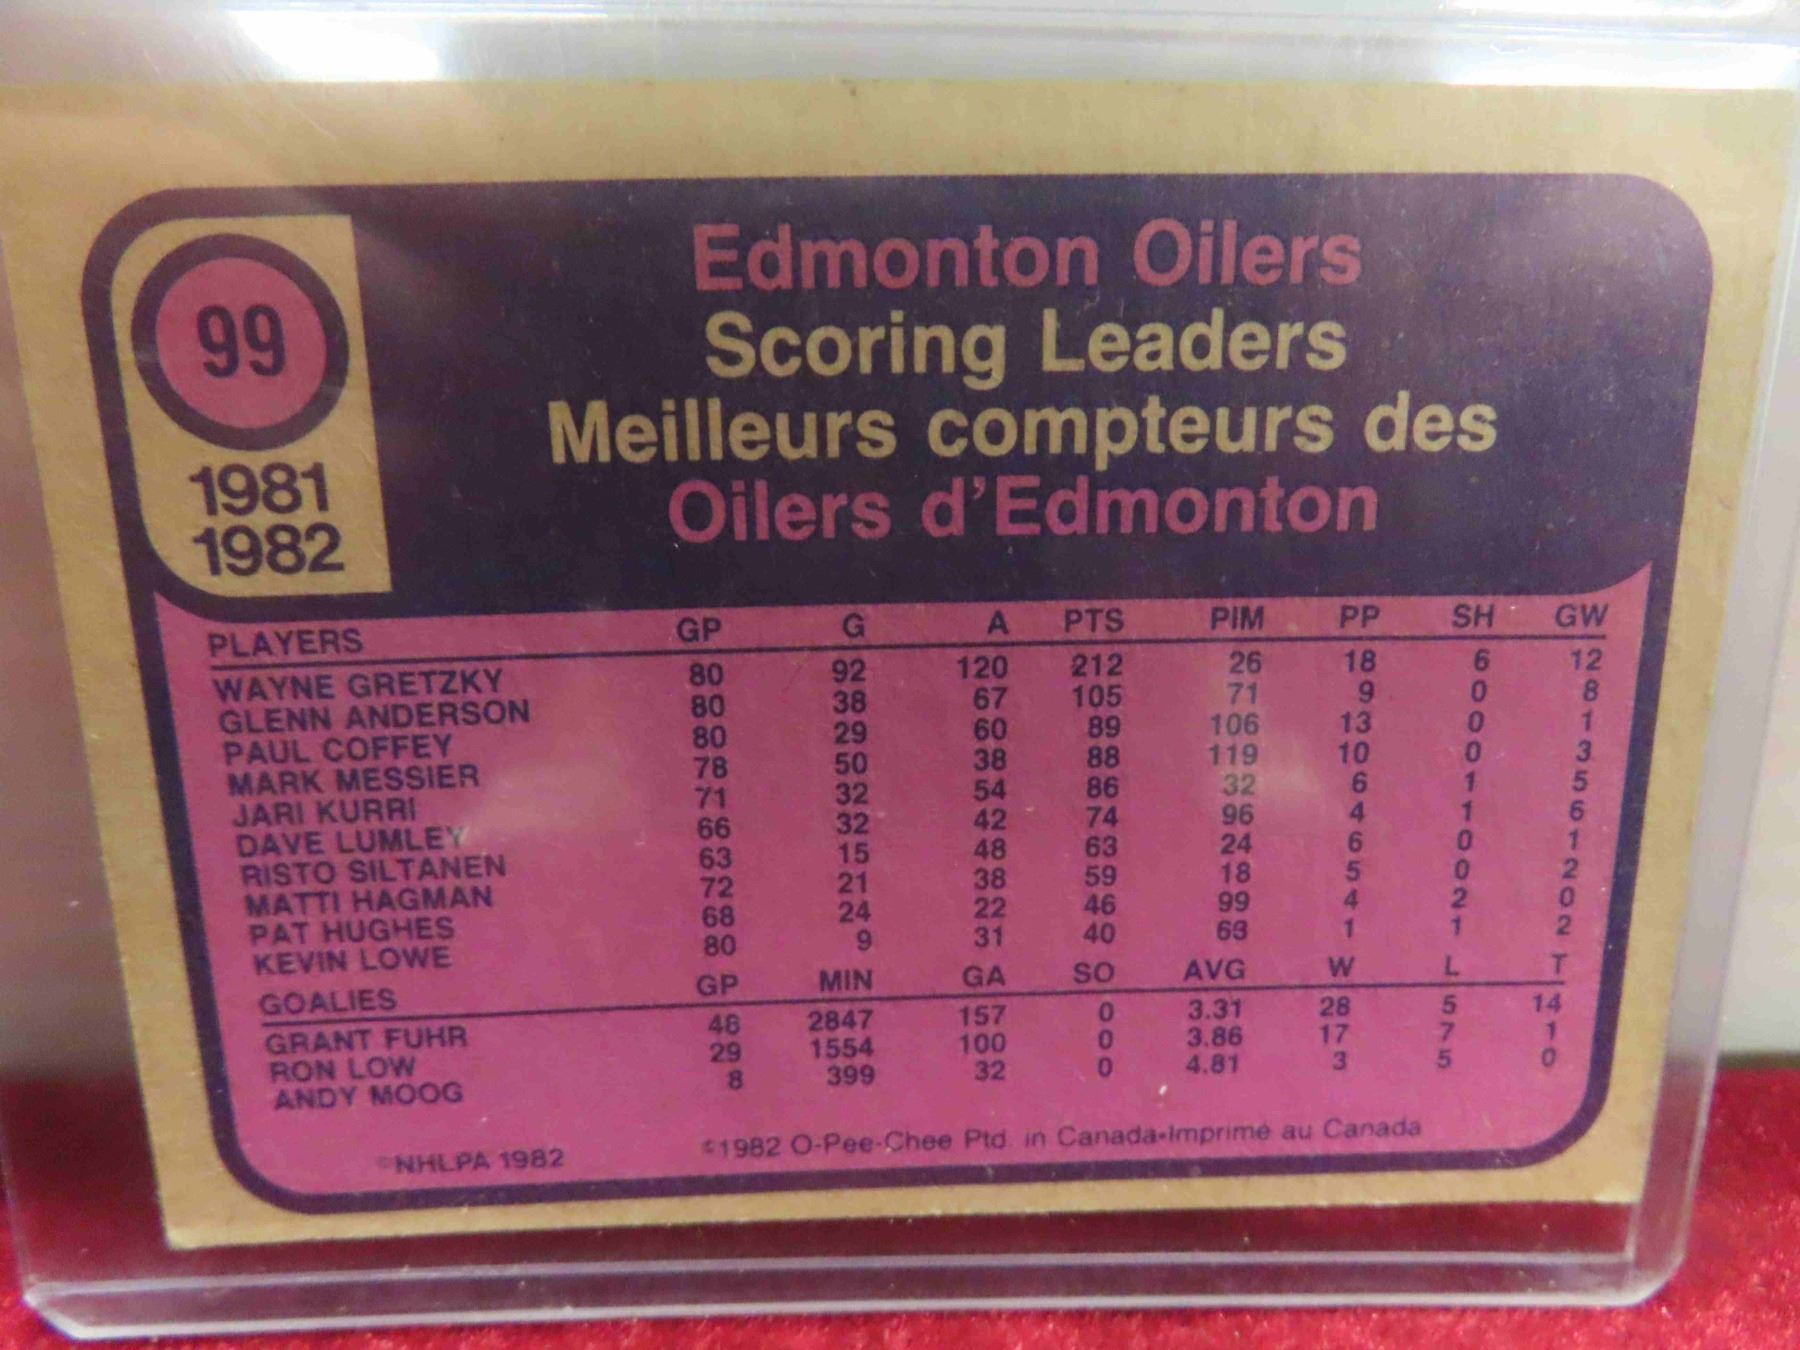 99
1981
1982
Edmonton Oilers
Scoring Leaders
Meilleurs compteurs des
Oilers d'Edmonton
PLAYERS GP G A PTS PIM PP SH GW
WAYNE GRETZKY 80 92 120 212 26 18 6 12
GLENN ANDERSON 80 38 67 105 71 9 0 8
PAUL COFFEY 80 29 60 89 106 13 0 1
MARK MESSIER 78 50 38 88 119 10 0 3
JARI KURRI 71 32 54 86 32 6 1 5
DAVE LUMLEY 66 32 42 74 96 4 1 6
RISTO SILTANEN 63 15 48 63 24 6 0 1
MATTI HAGMAN 72 21 38 59 18 5 0 2
PAT HUGHES 68 24 22 46 99 4 2 0
KEVIN LOWE 80 9 31 40 63 1 1 2
GOALIES GP MIN GA SO AVG W L T
GRANT FUHR 48 2847 157 0 3.31 28 5 14
RON LOW 29 1554 100 0 3.86 17 7 1
ANDY MOOG 8 399 32 0 4.81 3 5 0
©NHLPA 1982
©1982 O-Pee-Chee Ptd. in Canada•Imprimé au Canada